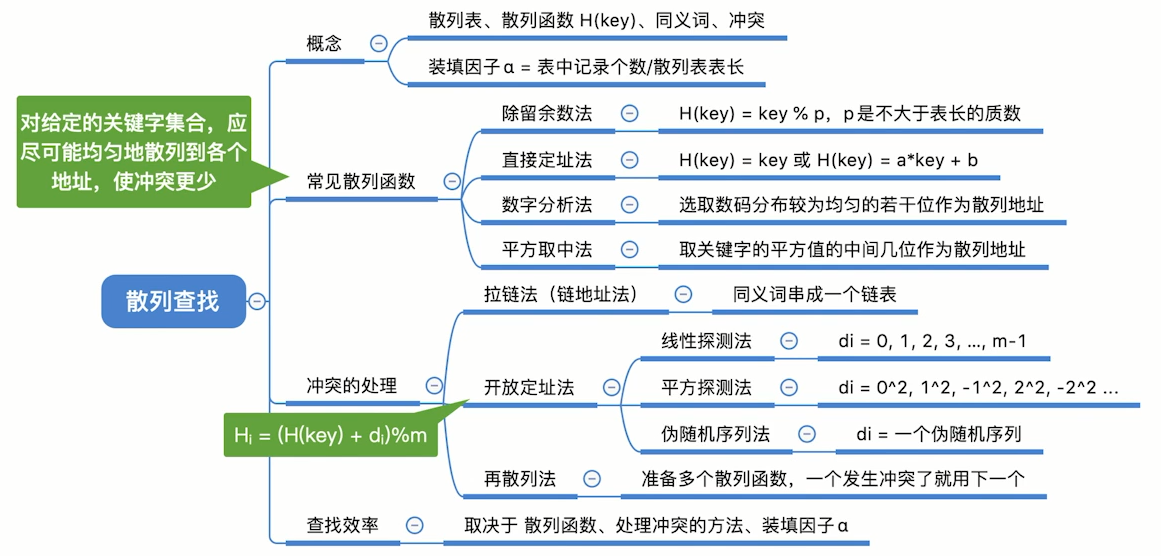 散列查找
概念
散列表、散列函数 H(key)、同义词、冲突
装填因子α = 表中记录个数/散列表表长
对给定的关键字集合，应
尽可能均匀地散列到各个
地址，使冲突更少
常见散列函数
除留余数法
H(key) = key % p，p是不大于表长的质数
直接定址法
H(key) = key 或 H(key) = a*key + b
数字分析法
选取数码分布较为均匀的若干位作为散列地址
平方取中法
取关键字的平方值的中间几位作为散列地址
冲突的处理
拉链法（链地址法）
同义词串成一个链表
开放定址法
Hᵢ = (H(key) + dᵢ)%m
线性探测法
di = 0, 1, 2, 3, ..., m-1
平方探测法
di = 0^2, 1^2, -1^2, 2^2, -2^2 ...
伪随机序列法
di = 一个伪随机序列
再散列法
准备多个散列函数，一个发生冲突了就用下一个
查找效率
取决于 散列函数、处理冲突的方法、装填因子α